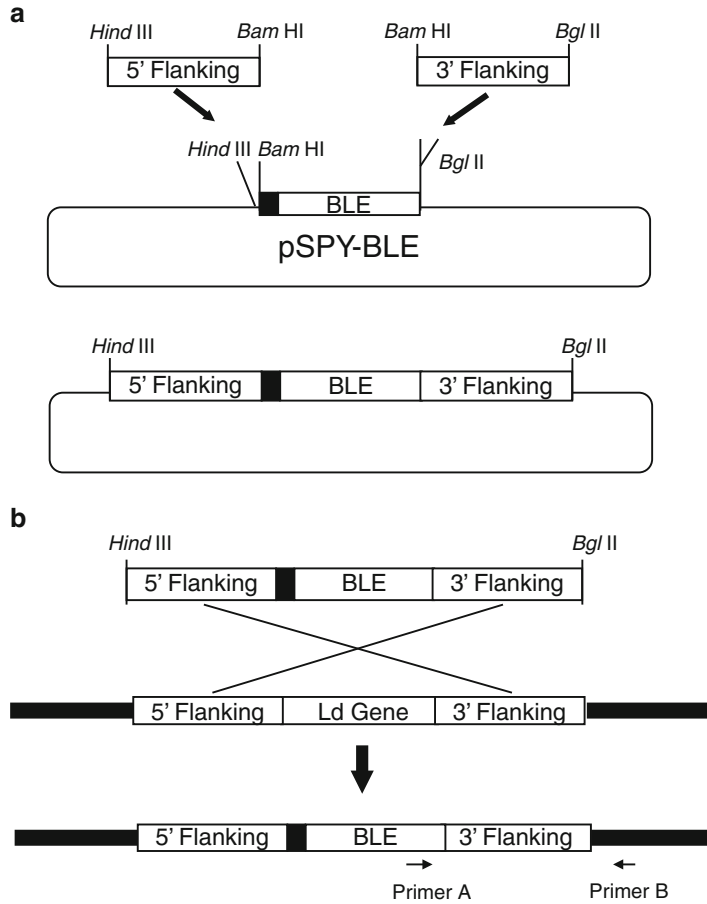 a
Hind III
Bam HI
Bam HI
Bgl II
5' Flanking
3' Flanking
Hind III Bam HI
Bgl II
BLE
pSPY-BLE
Hind III
Bgl II
5' Flanking
BLE
3' Flanking
b
Hind III
Bgl II
5' Flanking
BLE
3' Flanking
5' Flanking
Ld Gene
3' Flanking
5' Flanking
BLE
3' Flanking
Primer A
Primer B